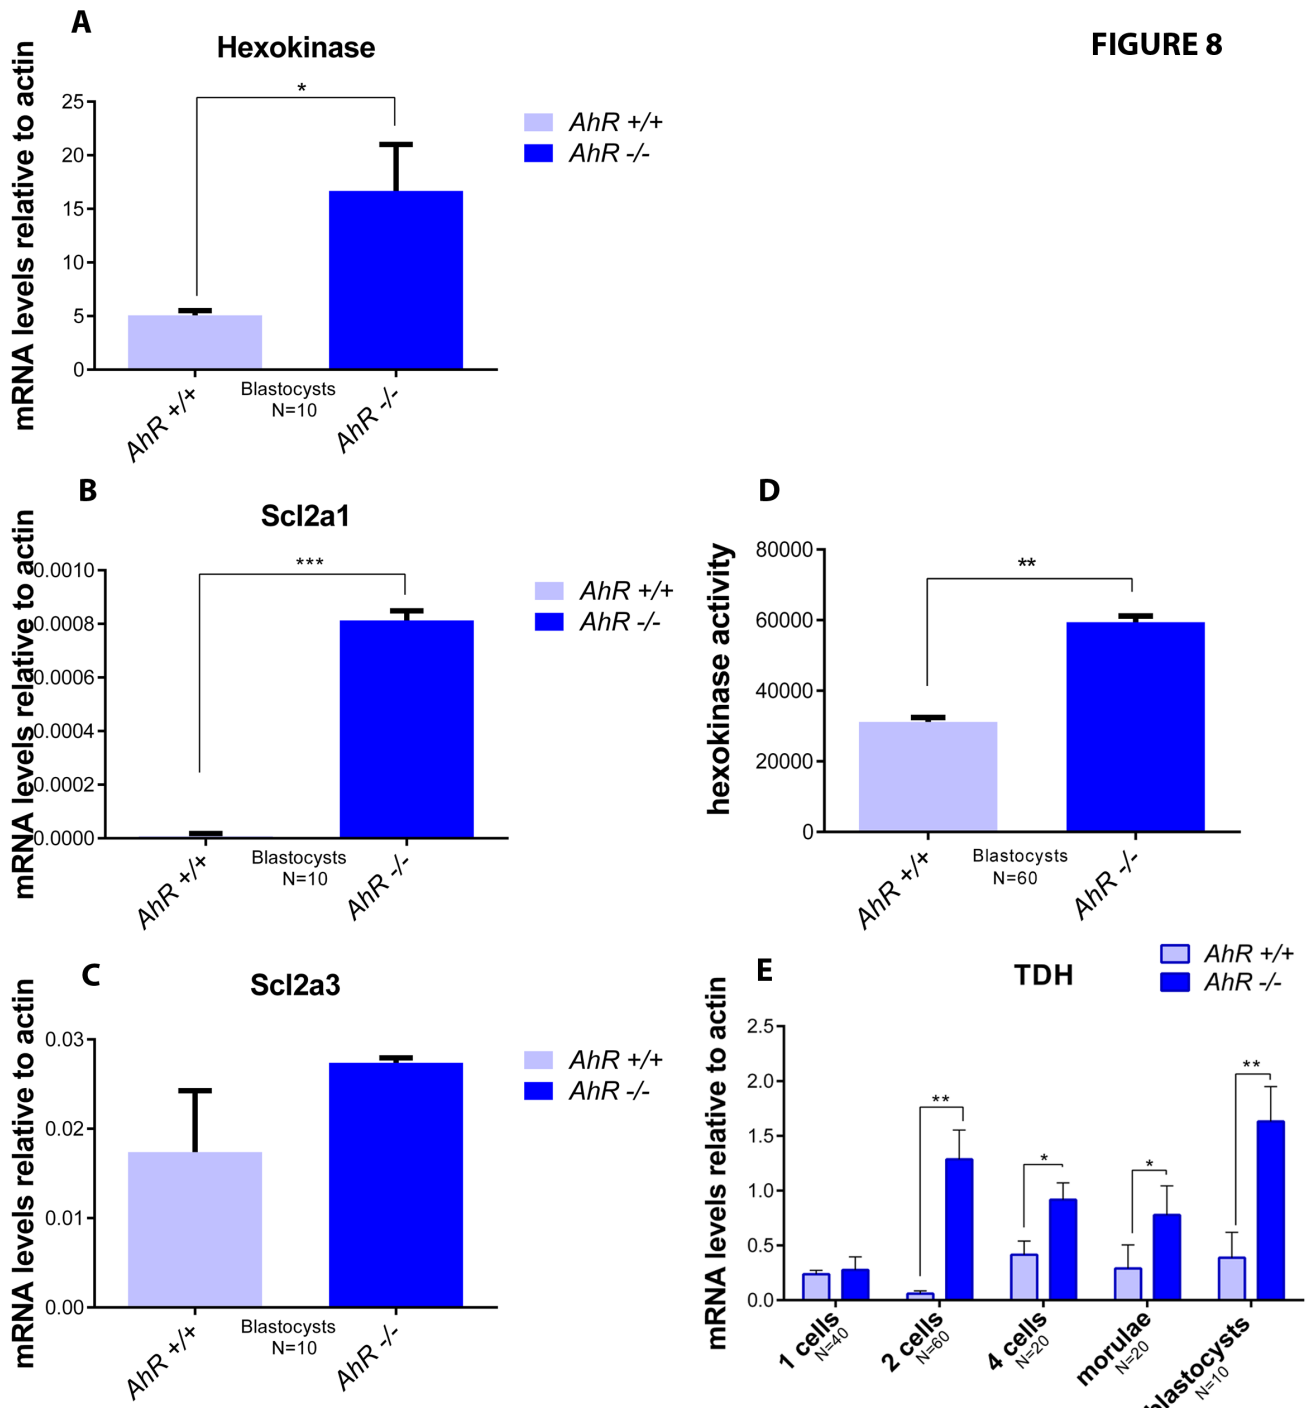 A
Hexokinase
FIGURE 8
mRNA levels relative to actin
25
20
15
10
5
0
*
AhR +/+
AhR -/-
AhR +/+
Blastocysts
N=10
AhR -/-
B
Scl2a1
mRNA levels relative to actin
0.0010
0.0008
0.0006
0.0004
0.0002
0.0000
***
AhR +/+
AhR -/-
AhR +/+
Blastocysts
N=10
AhR -/-
C
Scl2a3
mRNA levels relative to actin
0.03
0.02
0.01
0.00
AhR +/+
AhR -/-
AhR +/+
Blastocysts
N=10
AhR -/-
D
hexokinase activity
80000
60000
40000
20000
0
**
AhR +/+
Blastocysts
N=60
AhR -/-
E
TDH
AhR +/+
AhR -/-
mRNA levels relative to actin
2.5
2.0
1.5
1.0
0.5
0.0
**
*
*
**
1 cells
N=40
2 cells
N=60
4 cells
N=20
morulae
N=20
blastocysts
N=10